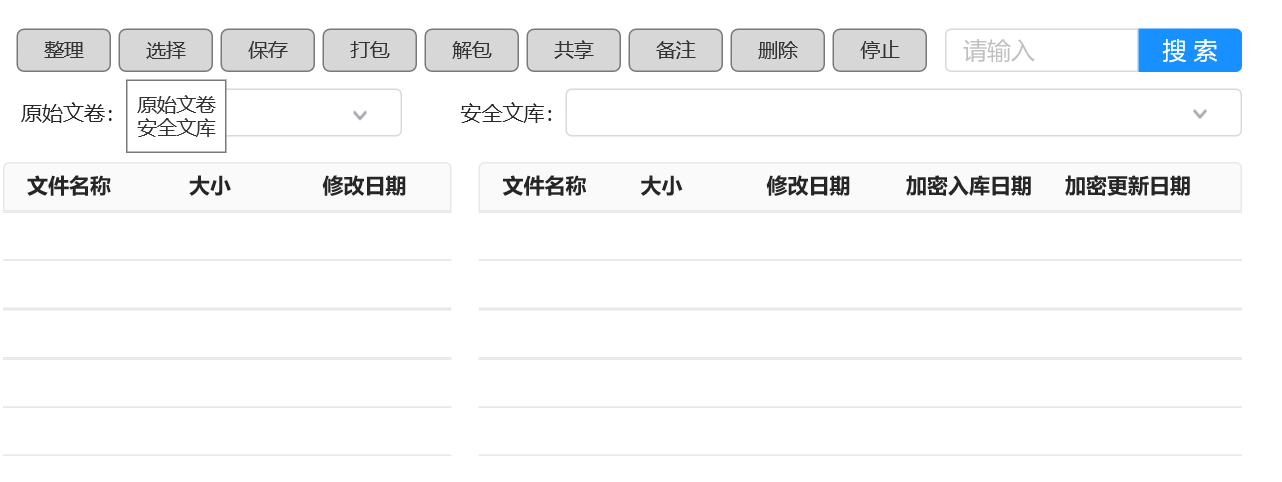 整理 选择 保存 打包 解包 共享 备注 删除 停止 请输入 搜 索
原始文卷： 安全文库：
原始文卷
安全文库
文件名称 大小 修改日期 文件名称 大小 修改日期 加密入库日期 加密更新日期